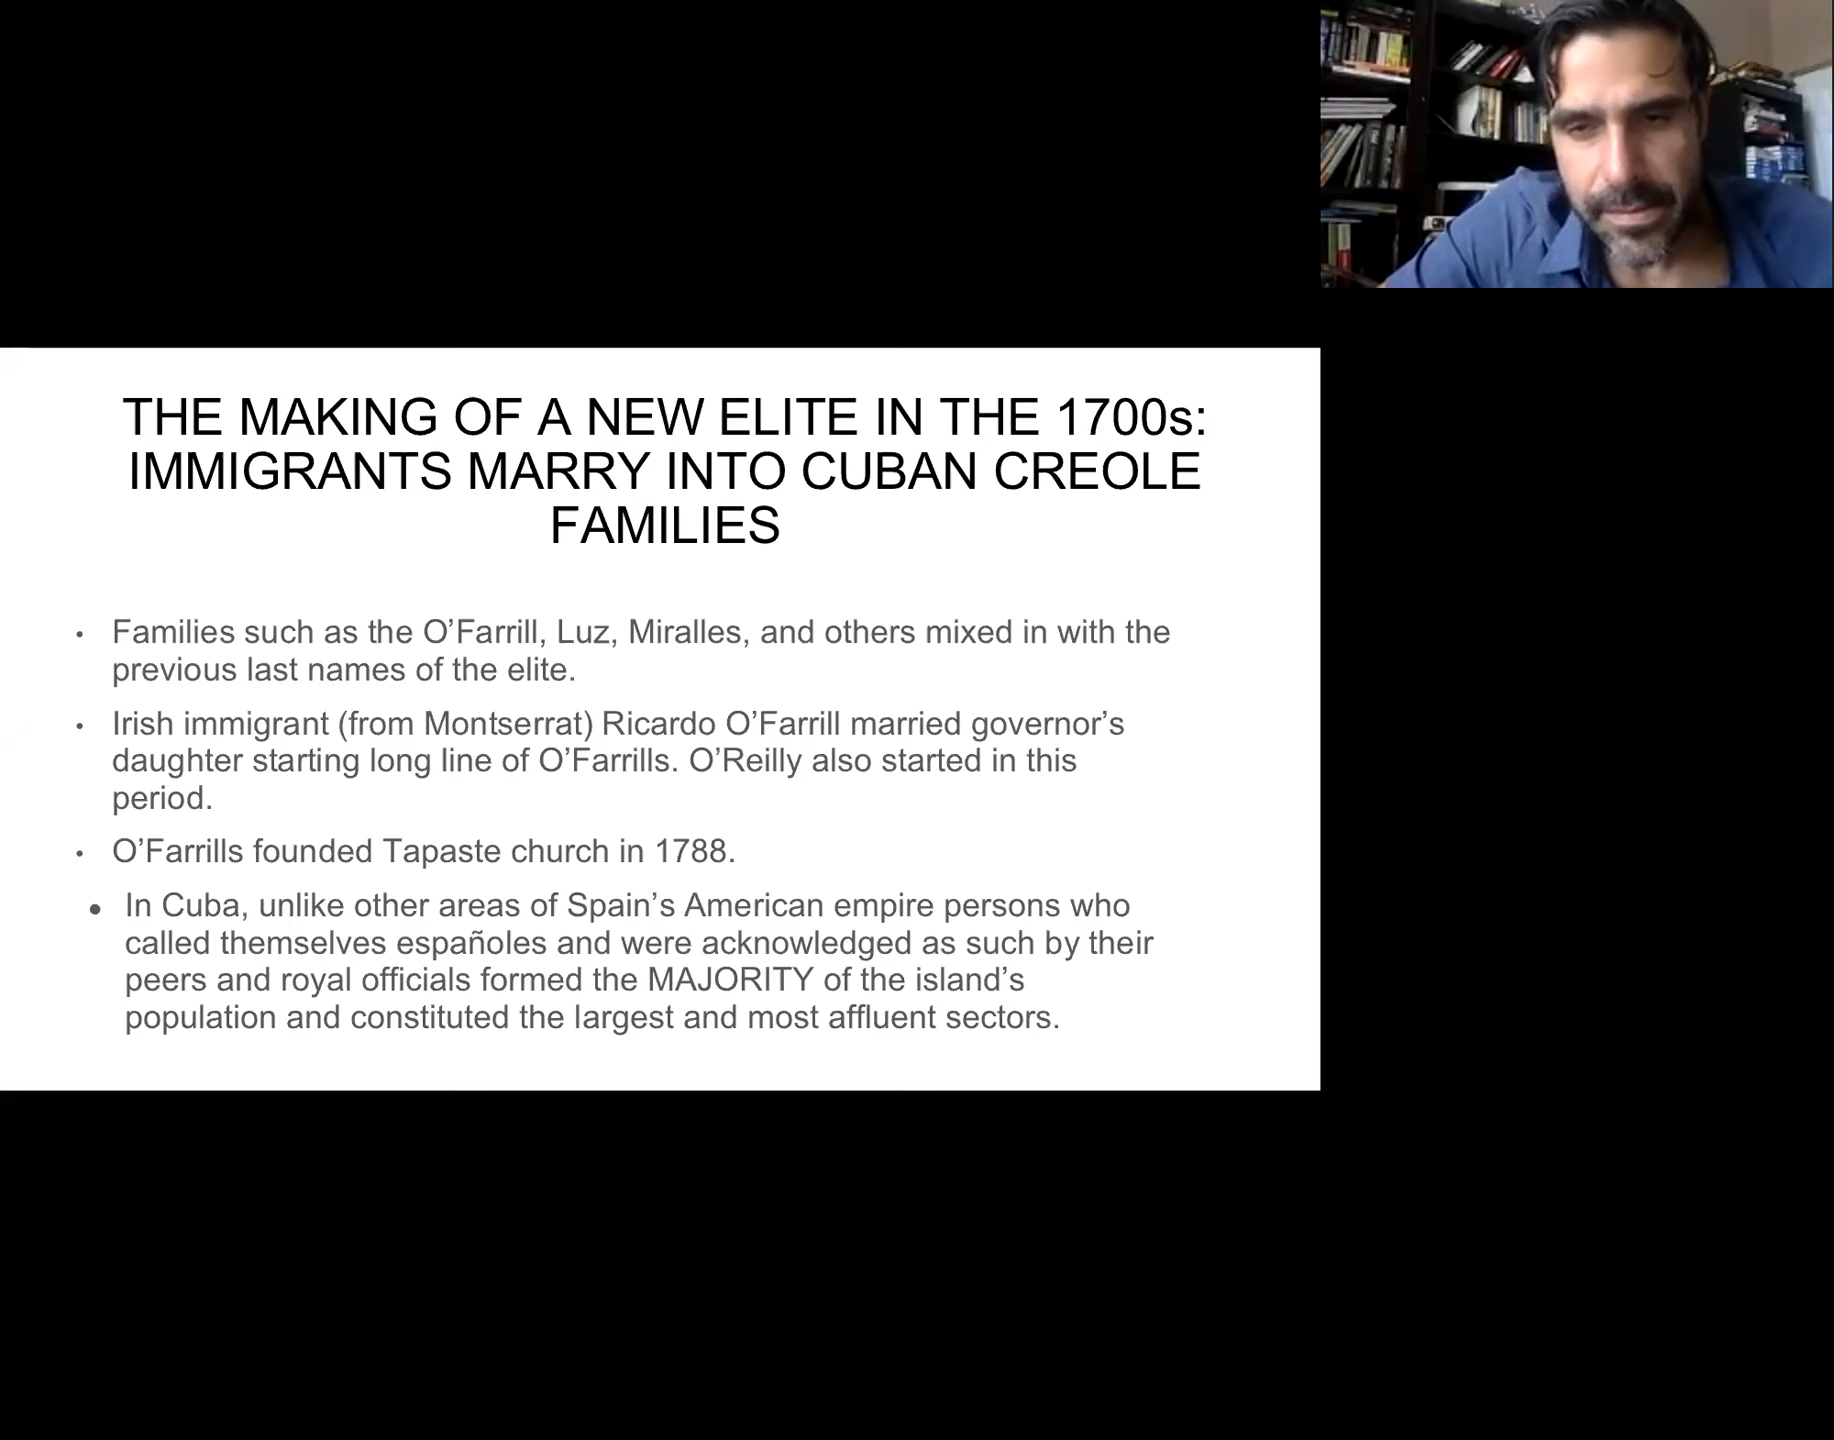 THE MAKING OF A NEW ELITE IN THE 1700s:
IMMIGRANTS MARRY INTO CUBAN CREOLE
FAMILIES
• Families such as the O’Farrill, Luz, Miralles, and others mixed in with the
previous last names of the elite.
• Irish immigrant (from Montserrat) Ricardo O’Farrill married governor’s
daughter starting long line of O’Farrills. O’Reilly also started in this
period.
• O’Farrills founded Tapaste church in 1788.
• In Cuba, unlike other areas of Spain’s American empire persons who
called themselves españoles and were acknowledged as such by their
peers and royal officials formed the MAJORITY of the island’s
population and constituted the largest and most affluent sectors.